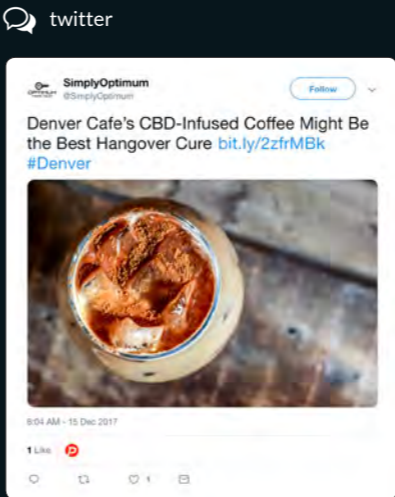 twitter
SimplyOptimum
@SimplyOptimum
Follow
Denver Cafe's CBD-Infused Coffee Might Be
the Best Hangover Cure bit.ly/2zfrMBk
#Denver
8:04 AM - 15 Dec 2017
1 Like
1